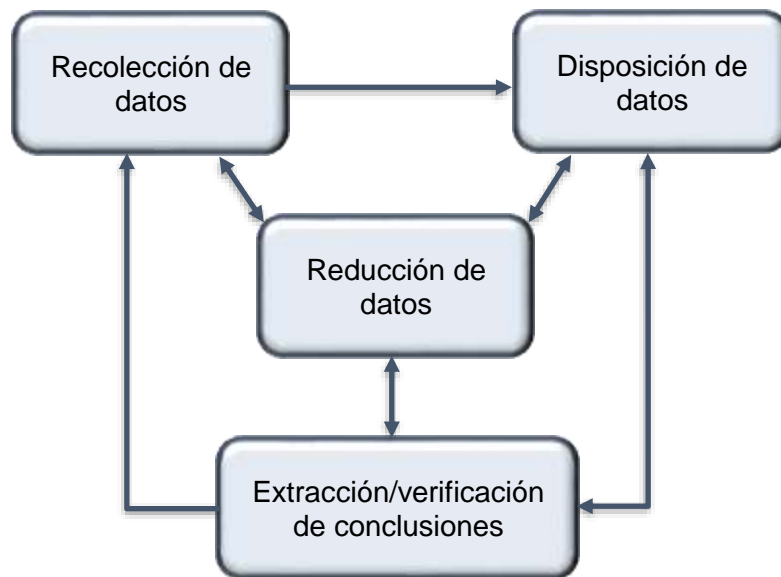 Recolección de
datos
Disposición de
datos
Reducción de
datos
Extracción/verificación
de conclusiones